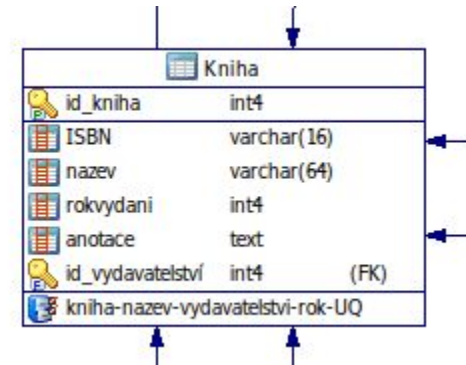 Kniha
id_kniha int4
ISBN varchar(16)
nazev varchar(64)
rokvydani int4
anotace text
id_vydavatelství int4 (FK)
kniha-nazev-vydavatelstvi-rok-UQ